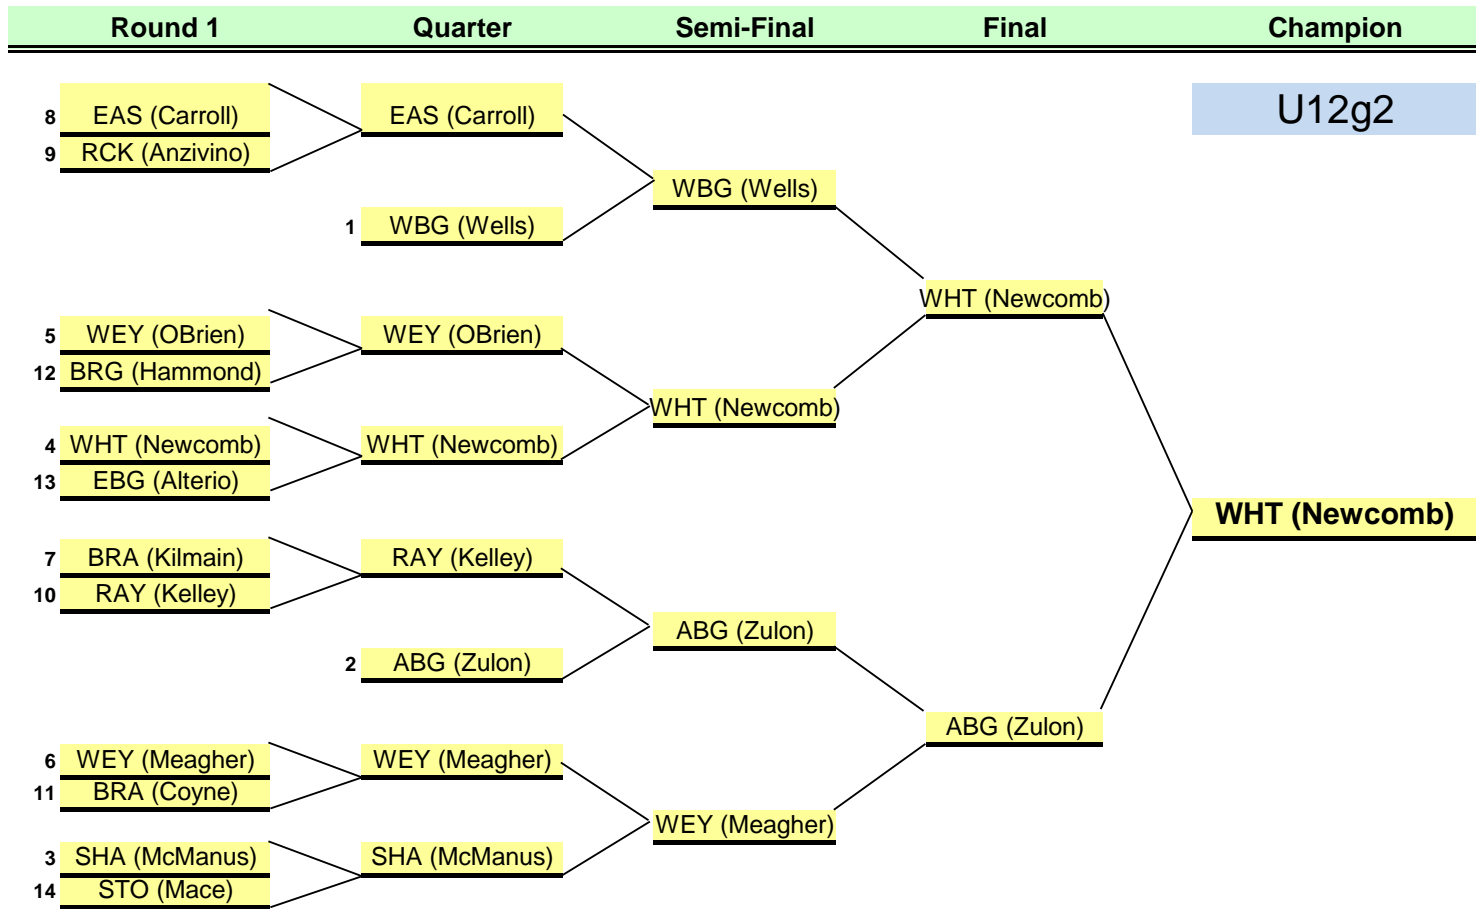 Round 1 Quarter Semi-Final Final Champion
U12g2
8 EAS (Carroll) EAS (Carroll)
9 RCK (Anzivino)
WBG (Wells)
1 WBG (Wells)
WHT (Newcomb)
5 WEY (OBrien) WEY (OBrien)
12 BRG (Hammond)
WHT (Newcomb)
4 WHT (Newcomb) WHT (Newcomb)
13 EBG (Alterio)
WHT (Newcomb)
7 BRA (Kilmain) RAY (Kelley)
10 RAY (Kelley)
ABG (Zulon)
2 ABG (Zulon)
ABG (Zulon)
6 WEY (Meagher) WEY (Meagher)
11 BRA (Coyne)
WEY (Meagher)
3 SHA (McManus) SHA (McManus)
14 STO (Mace)